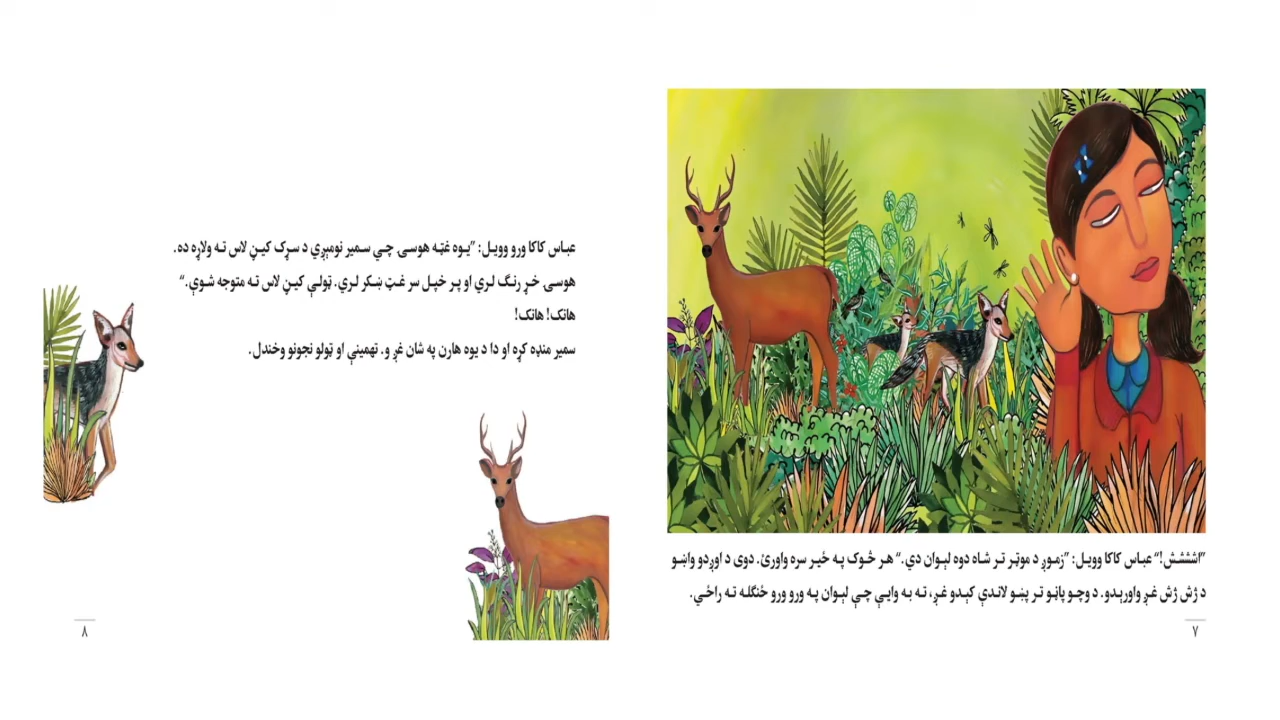 "اشششش!" عباس کاکا وویل: "زموږ د موټر تر شاه دوه لېوان دي." هر څوک په ځیر سره واورئ. دوی د اوږدو واښو
د ژش ژش غږ واورېدو. د وچو پاڼو تر پښو لاندې کېدو غږ، ته به وایې چې لېوان په ورو ورو ځنګله ته راځي.
۷
عباس کاکا ورو وویل: "یوه غټه هوسۍ چې سمیر نومېږي د سړک کیڼ لاس ته ولاړه ده.
هوسۍ خړ رنګ لري او پر خپل سر غټ ښکر لري. ټولې کیڼ لاس ته متوجه شوې."
هانک! هانک!
سمیر منډه کړه او دا د یوه هارن په شان غږ و. تهمینې او ټولو نجونو وخندل.
۸